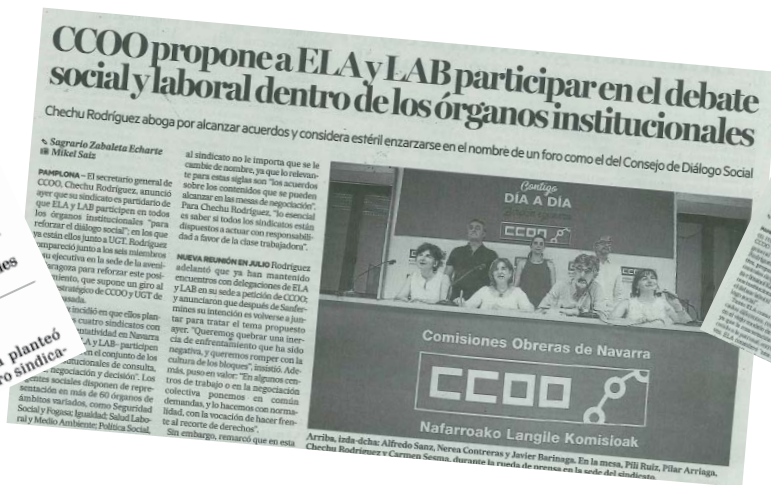 CCOO propone a ELA y LAB participar en el debate
social y laboral dentro de los órganos institucionales
Chechu Rodríguez aboga por alcanzar acuerdos y considera estéril enzarzarse en el nombre de un foro como el del Consejo de Diálogo Social
Sagrario Zabaleta Echarte
Mikel Saiz
PAMPLONA – El secretario general de
CCOO, Chechu Rodríguez, anunció
ayer que su sindicato es partidario de
que ELA y LAB participen en todos
los órganos institucionales "para
reforzar el diálogo social"; en los que
ya están ellos junto a UGT. Rodríguez
compareció junto a los seis miembros
su ejecutiva en la sede de la aveni-
aragoza para reforzar este posi-
miento, que supone un giro al
estratégico de CCOO y UGT de
asada.
incidió en que ellos plan-
s cuatro sindicatos con
entatividad en Navarra
A y LAB- participen
en el conjunto de los
itucionales de consulta,
negociación y decisión". Los
entes sociales disponen de repre-
sentación en más de 60 órganos de
ámbitos variados, como Seguridad
Social y Fogasa; Igualdad; Salud Labo-
ral y Medio Ambiente; Política Social,
al sindicato no le importa que se le
cambie de nombre, ya que lo relevan-
te para estas siglas son "los acuerdos
sobre los contenidos que se pueden
alcanzar en las mesas de negociación".
Para Chechu Rodríguez, "lo esencial
es saber si todos los sindicatos están
dispuestos a actuar con responsabili-
dad a favor de la clase trabajadora".
NUEVA REUNIÓN EN JULIO Rodríguez
adelantó que ya han mantenido
encuentros con delegaciones de ELA
y LAB en su sede a petición de CCOO;
y anunciaron que después de Sanfer-
mines su intención es volverse a jun-
tar para tratar el tema propuesto
ayer. "Queremos quebrar una iner-
cia de enfrentamiento que ha sido
negativa, y queremos romper con la
cultura de los bloques", insistió. Ade-
más, puso en valor: "En algunos cen-
tros de trabajo o en la negociación
colectiva ponemos en común
demandas, y lo hacemos con norma-
lidad, con la vocación de hacer fren-
te al recorte de derechos".
Sin embargo, remarcó que en esta
Contigo
DÍA A DÍA
CCOO
Comisiones Obreras de Navarra
CCOO
Nafarroako Langile Komisioak
Arriba, izda-dcha: Alfredo Sanz, Nerea Contreras y Javier Barinaga. En la mesa, Pili Ruiz, Pilar Arriaga,
Chechu Rodríguez y Carmen Sesma, durante la rueda de prensa en la sede del sindicato.
es
planteó
ro sindica-